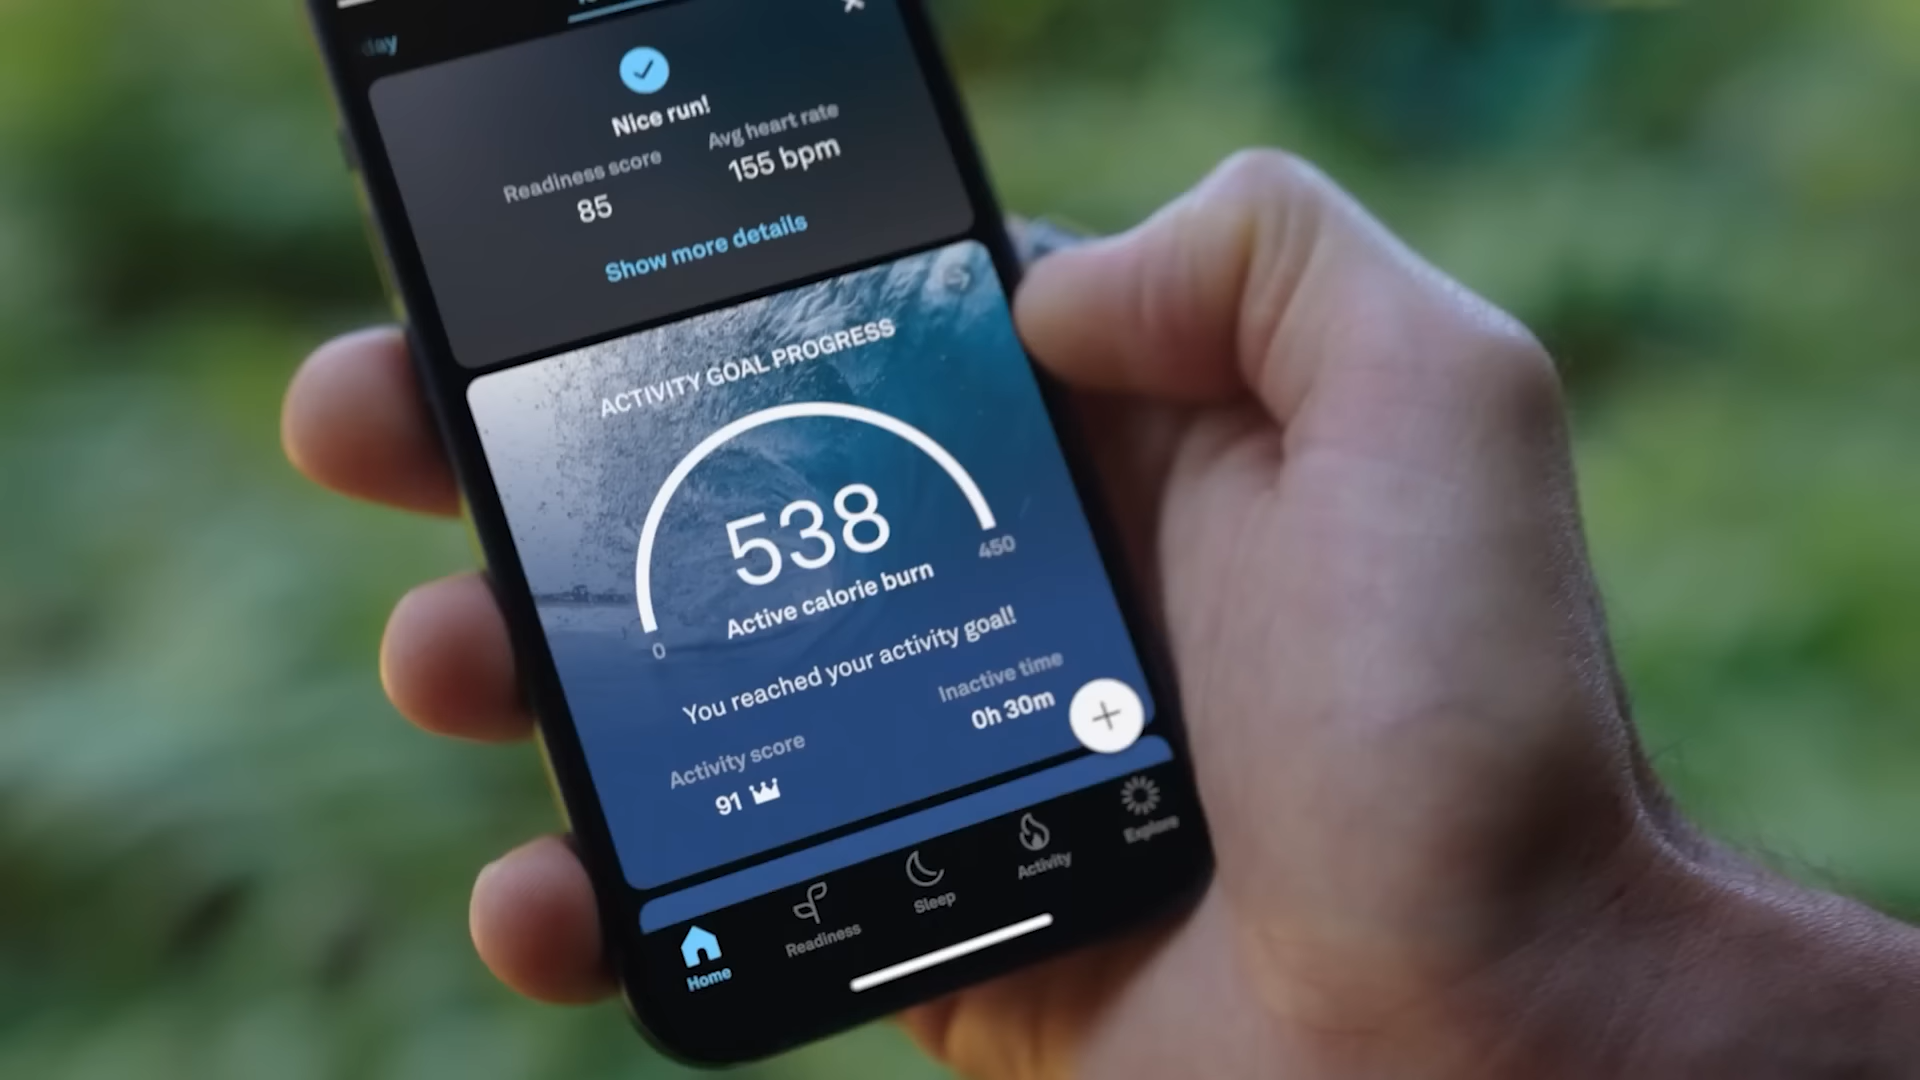 day
Nice run!
Readiness score
85
Avg heart rate
155 bpm
Show more details
ACTIVITY GOAL PROGRESS
538
Active calorie burn
0
450
You reached your activity goal!
Activity score
91
Inactive time
0h 30m
Home
Readiness
Sleep
Activity
Explore